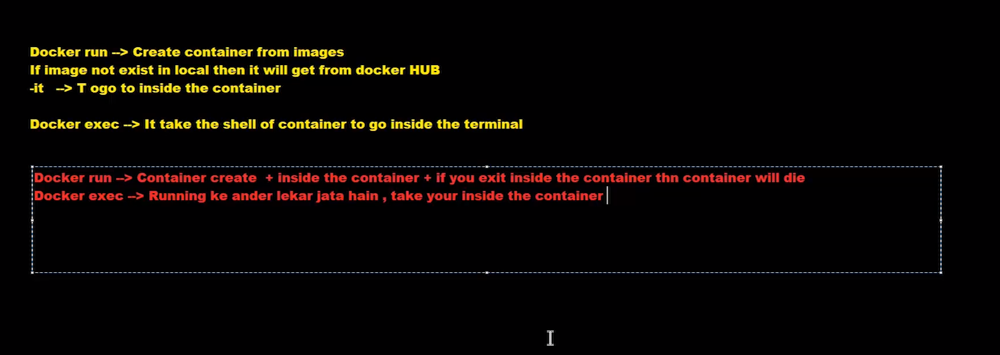 Docker run --> Create container from images
If image not exist in local then it will get from docker HUB
-it --> T ogo to inside the container
Docker exec --> It take the shell of container to go inside the terminal
Docker run --> Container create + inside the container + if you exit inside the container thn container will die
Docker exec --> Running ke ander lekar jata hain , take your inside the container